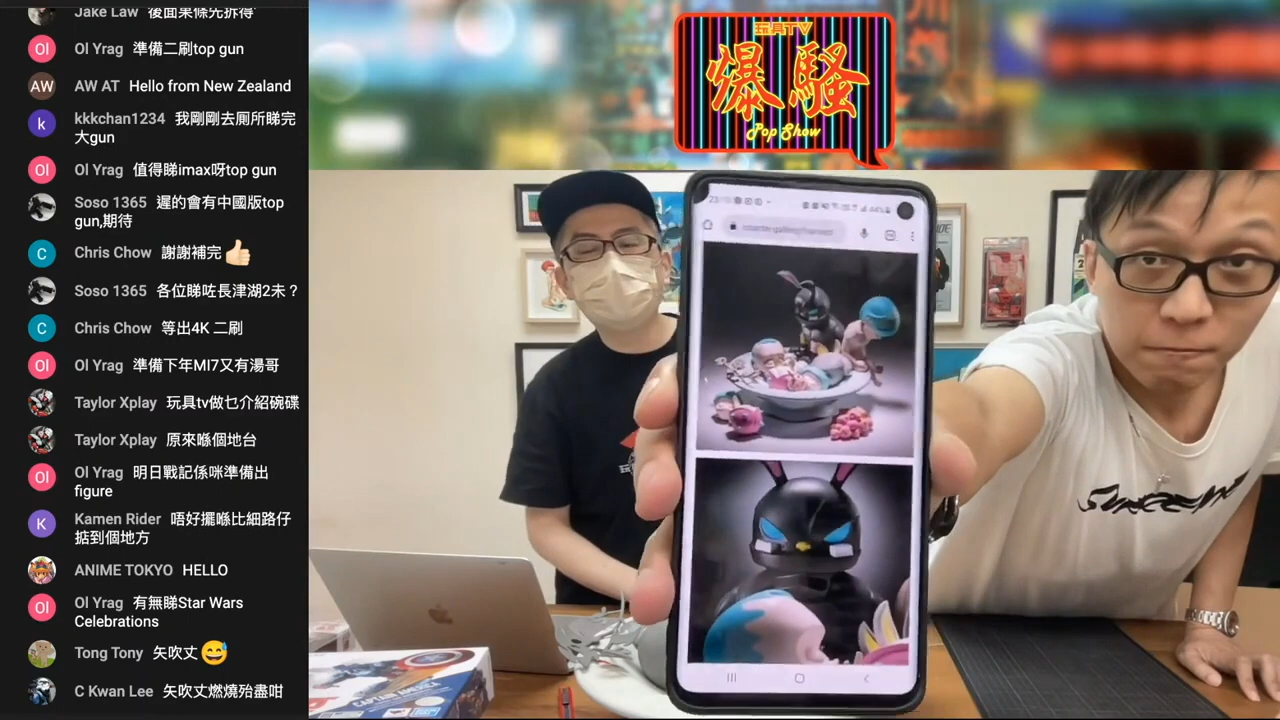 Jake Law 後面果條先拆得
Ol Yrag 準備二刷top gun
AW AT Hello from New Zealand
kkkchan1234 我剛剛去厠所睇完
大gun
Ol Yrag 值得睇imax呀top gun
Soso 1365 遲的會有中國版top
gun,期待
Chris Chow 謝謝補完👍🏻
Soso 1365 各位睇咗長津湖2未？
Chris Chow 等出4K 二刷
Ol Yrag 準備下年MI7又有湯哥
Taylor Xplay 玩具tv做乜介紹碗碟
Taylor Xplay 原來喺個地台
Ol Yrag 明日戰記係咪準備出
figure
Kamen Rider 唔好擺喺比細路仔
掂到個地方
ANIME TOKYO HELLO
Ol Yrag 有無睇Star Wars
Celebrations
Tong Tony 矢吹丈😅
C Kwan Lee 矢吹丈燃燒殆盡咁
Ol
AW
k
C
K
玩具TV
爆騷
Pop Show
44%
CAPTAIN AMERICA